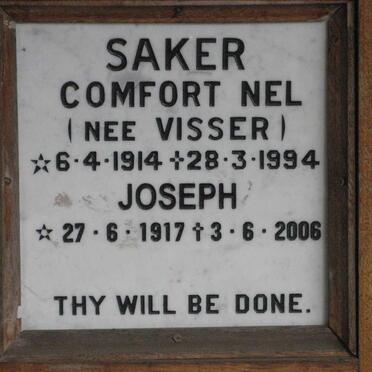 SAKER
COMFORT NEL
(NEE VISSER)
☆6·4·1914 †28·3·1994
JOSEPH
☆ 27·6·1917 † 3·6·2006
THY WILL BE DONE.